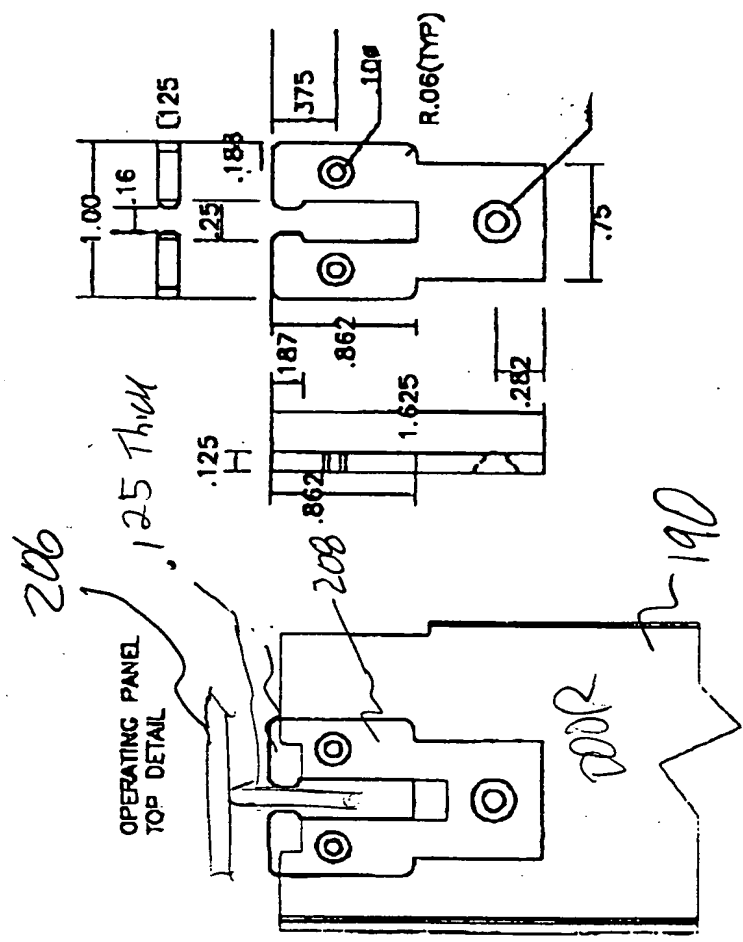 1.00
.16
.125
.188
.25
.375
.10ø
R.06(TYP)
.187
.862
.75
.125
1.625
.282
.862
206
.125 Thick
OPERATING PANEL
TOP DETAIL
208
DOOR
190